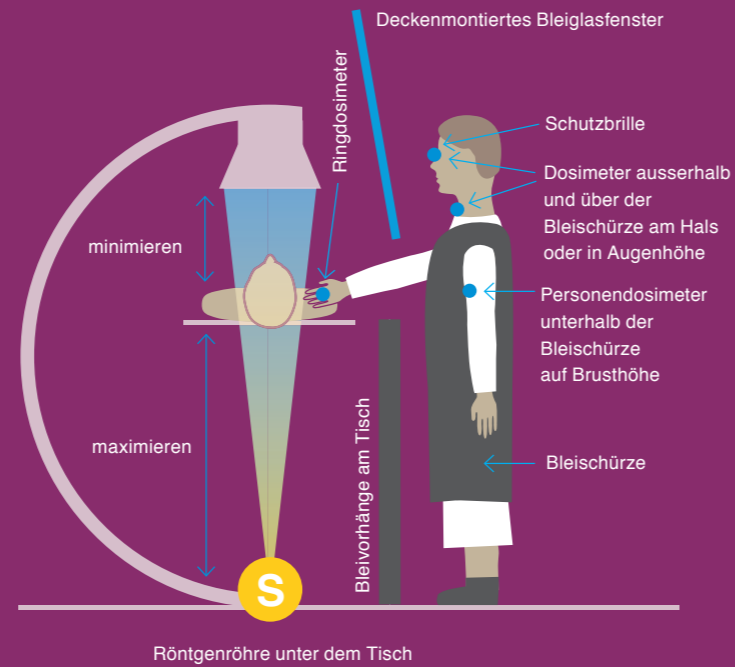 Deckenmontiertes Bleiglasfenster
Ringdosimeter
Schutzbrille
Dosimeter ausserhalb
und über der
Bleischürze am Hals
oder in Augenhöhe
minimieren
Personendosimeter
unterhalb der
Bleischürze
auf Brusthöhe
maximieren
Bleivorhänge am Tisch
Bleischürze
S
Röntgenröhre unter dem Tisch